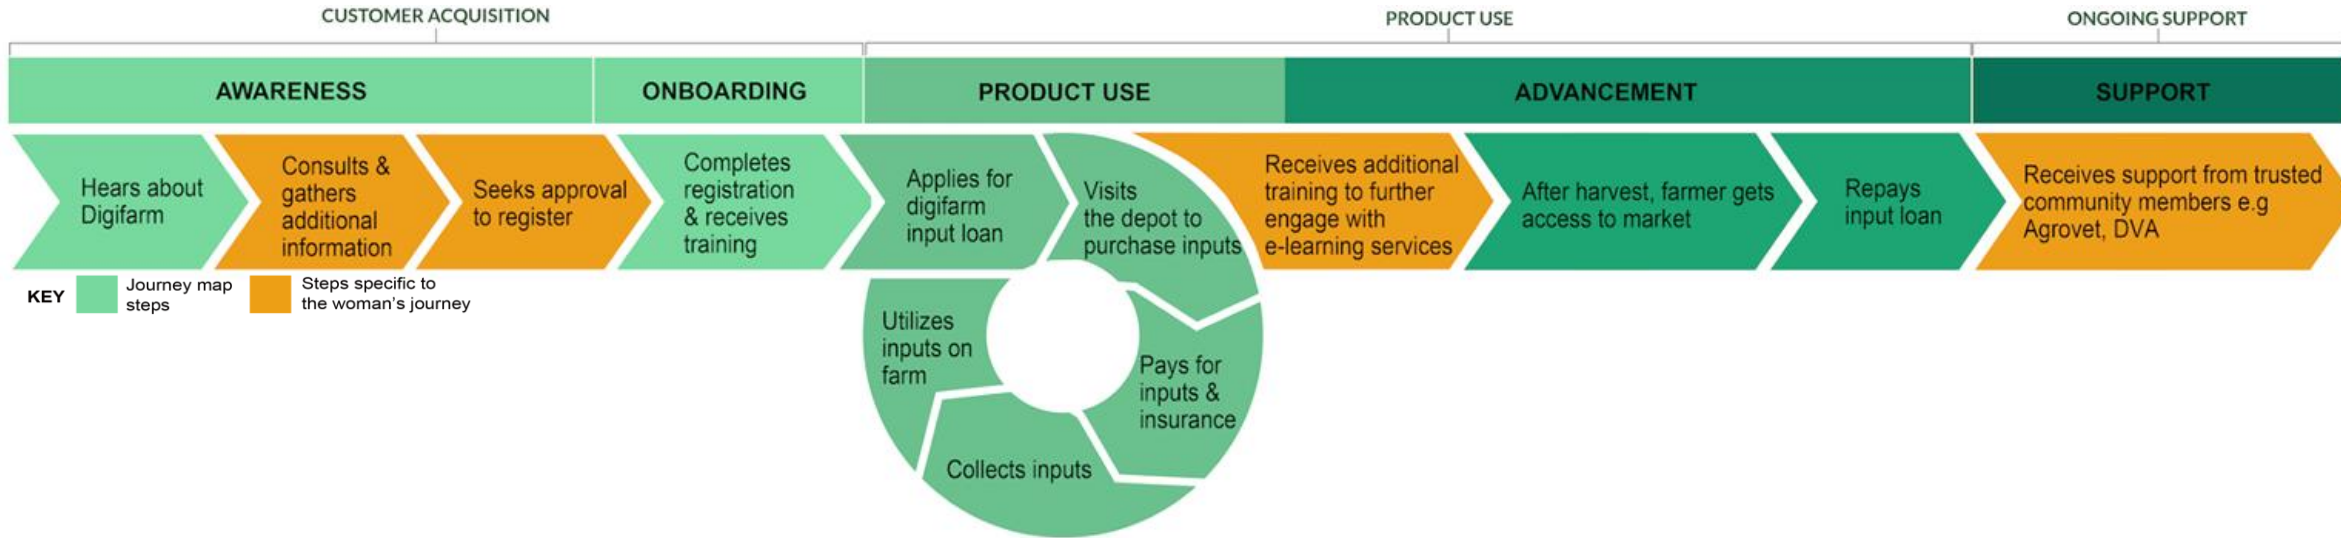 CUSTOMER ACQUISITION
PRODUCT USE
ONGOING SUPPORT
AWARENESS
ONBOARDING
PRODUCT USE
ADVANCEMENT
SUPPORT
Hears about
Digifarm
Consults &
gathers
additional
information
Seeks approval
to register
Completes
registration
& receives
training
Applies for
digifarm
input loan
Visits
the depot to
purchase inputs
Receives additional
training to further
engage with
e-learning services
After harvest, farmer gets
access to market
Repays
input loan
Receives support from trusted
community members e.g
Agrovet, DVA
KEY
Journey map
steps
Steps specific to
the woman's journey
Pays for
inputs &
insurance
Collects inputs
Utilizes
inputs on
farm